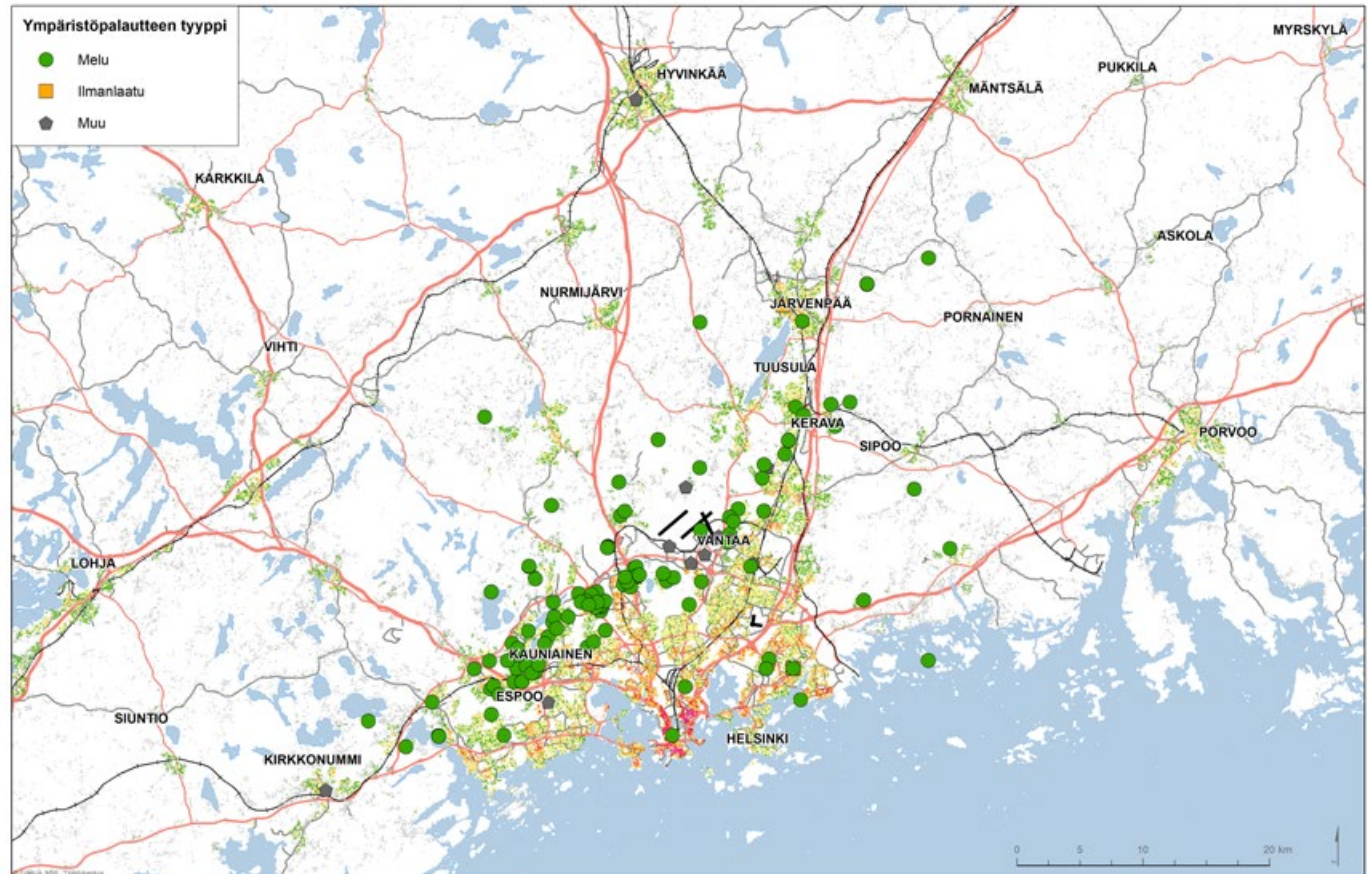 Ympäristöpalautteen tyyppi
Melu
Ilmanlaatu
Muu
MYRSKYLÄ
HYVINKÄÄ
PUKKILA
MÄNTSÄLÄ
KARKKILA
ASKOLA
NURMIJÄRVI
JÄRVENPÄÄ
PORNAINEN
VIHTI
TUUSULA
KERAVA
SIPOO
PORVOO
VANTAA
LOHJA
KAUNIAINEN
ESPOO
SIUNTIO
HELSINKI
KIRKKONUMMI
0 5 10 20 km